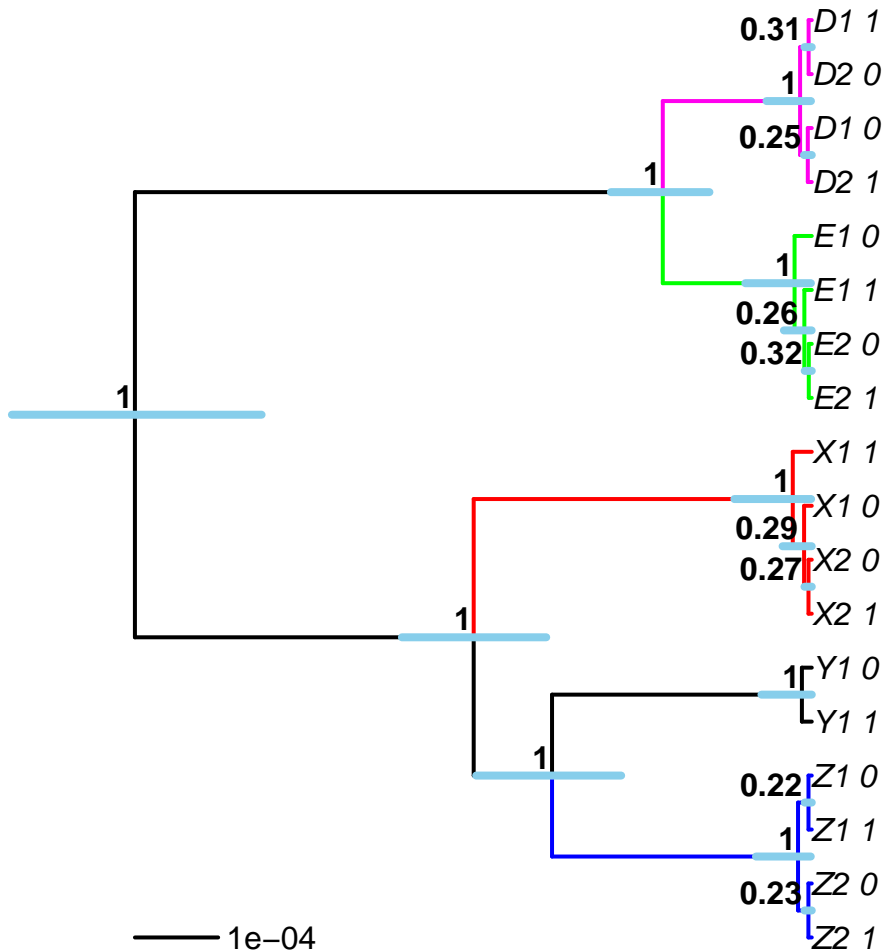 0.31
D1 1
D2 0
1
0.25
D1 0
D2 1
1
E1 0
1
E1 1
0.26
E2 0
0.32
E2 1
1
X1 1
1
X1 0
0.29
X2 0
0.27
X2 1
1
Y1 0
1
Y1 1
1
Z1 0
0.22
Z1 1
1
Z2 0
0.23
Z2 1
1e−04